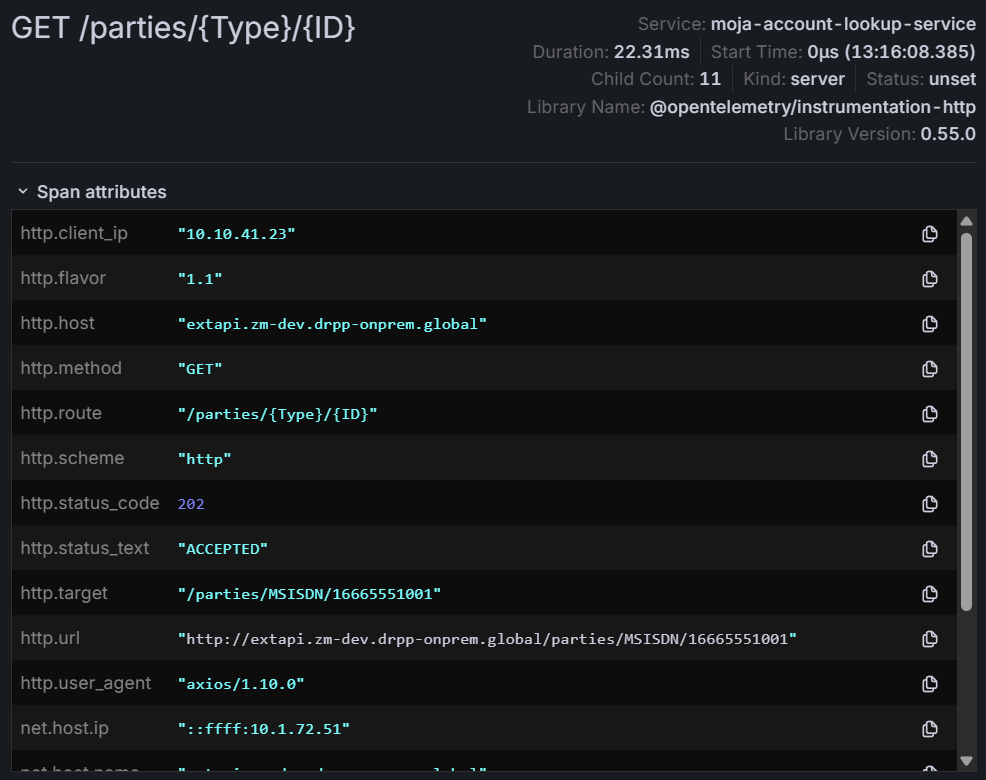 GET /parties/{Type}/{ID}
Service: moja-account-lookup-service
Duration: 22.31ms Start Time: 0μs (13:16:08.385)
Child Count: 11 Kind: server Status: unset
Library Name: @opentelemetry/instrumentation-http
Library Version: 0.55.0
Span attributes
http.client_ip "10.10.41.23"
http.flavor "1.1"
http.host "extapi.zm-dev.drpp-onprem.global"
http.method "GET"
http.route "/parties/{Type}/{ID}"
http.scheme "http"
http.status_code 202
http.status_text "ACCEPTED"
http.target "/parties/MSISDN/16665551001"
http.url "http://extapi.zm-dev.drpp-onprem.global/parties/MSISDN/16665551001"
http.user_agent "axios/1.10.0"
net.host.ip "::ffff:10.1.72.51"